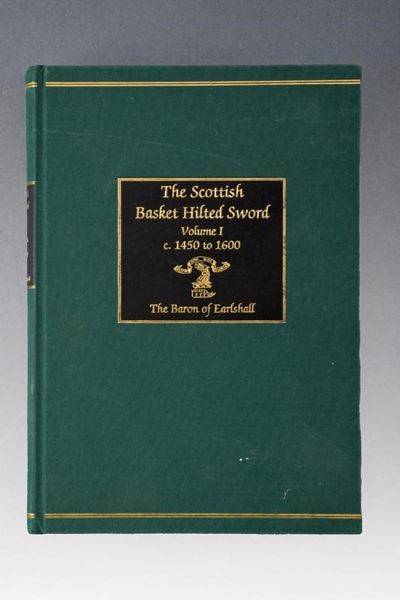 The Scottish
Basket Hilted Sword
Volume I
c. 1450 to 1600
The Baron of Earlshall